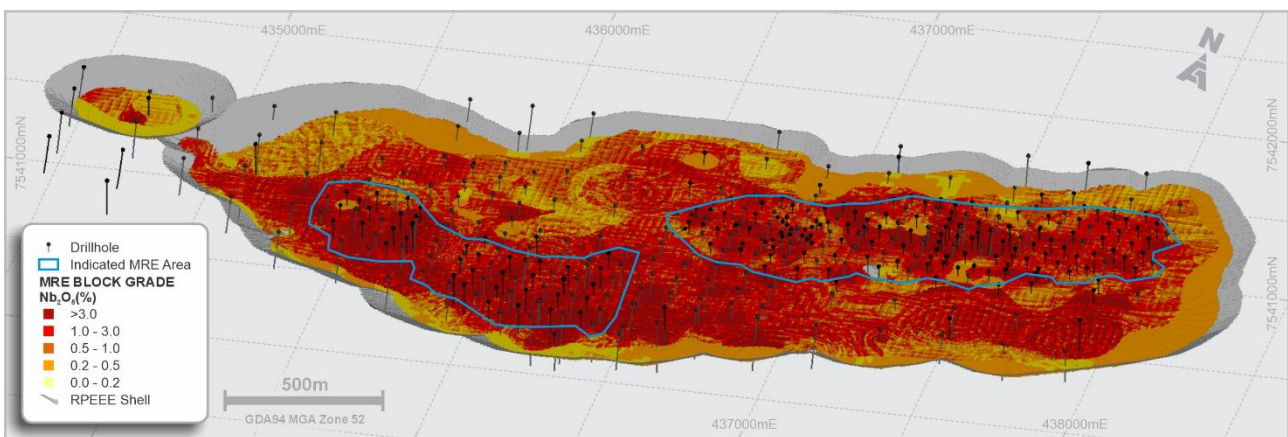 435000mE
436000mE
437000mE
N
7541000mN
7542000mN
Drillhole
Indicated MRE Area
MRE BLOCK GRADE
Nb₂O₅(%)
>3.0
1.0 - 3.0
0.5 - 1.0
0.2 - 0.5
0.0 - 0.2
RPEEE Shell
500m
GDA94 MGA Zone 52
7541000mN
437000mE
438000mE